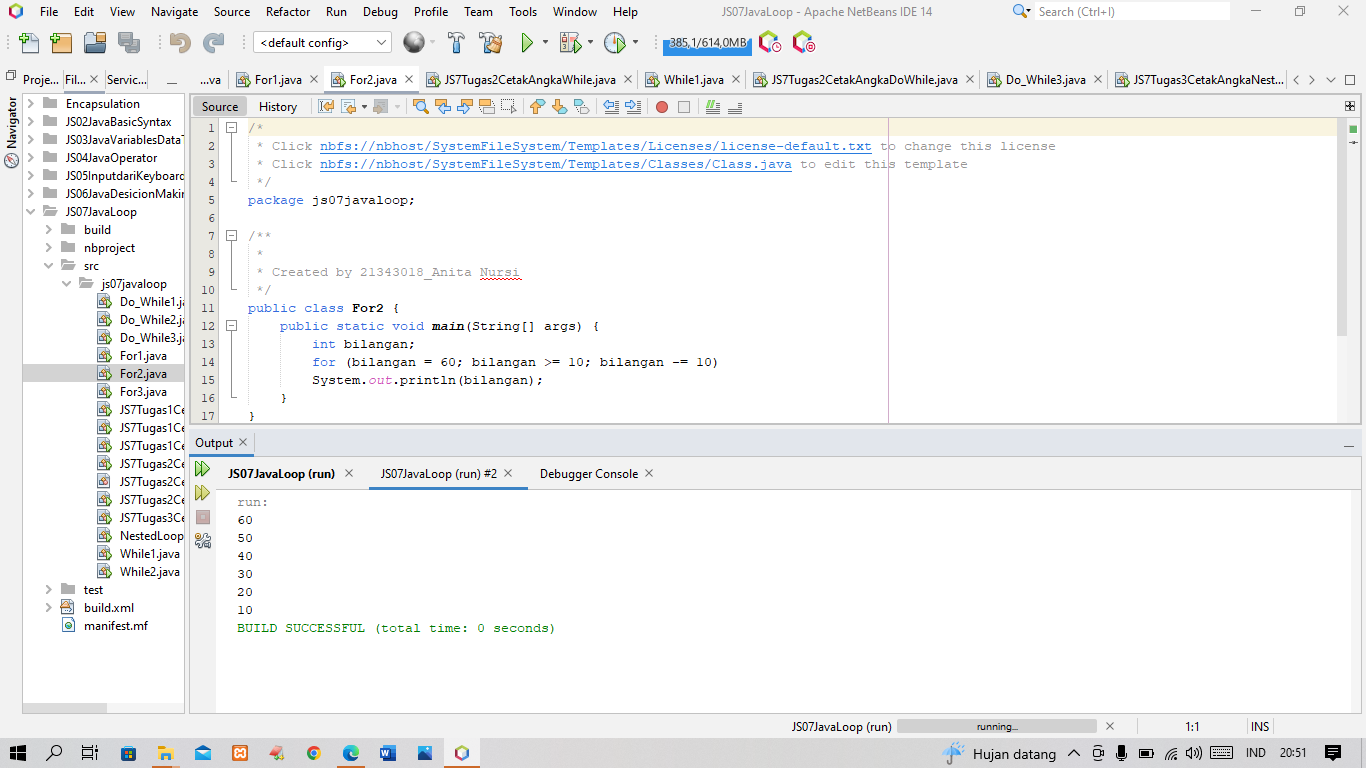 File Edit View Navigate Source Refactor Run Debug Profile Team Tools Window Help
JS07JavaLoop - Apache NetBeans IDE 14
Search (Ctrl+I)
<default config>
385,1/614,0MB
Proje... Fil... Servic...
...va For1.java For2.java JS7Tugas2CetakAngkaWhile.java While1.java JS7Tugas2CetakAngkaDoWhile.java Do_While3.java JS7Tugas3CetakAngkaNest...
Navigator
Encapsulation
JS02JavaBasicSyntax
JS03JavaVariablesDataT
JS04JavaOperator
JS05InputdariKeyboard
JS06JavaDesicionMakin
JS07JavaLoop
build
nbproject
src
js07javaloop
Do_While1.ja
Do_While2.ja
Do_While3.ja
For1.java
For2.java
For3.java
JS7Tugas1Ce
JS7Tugas1Ce
JS7Tugas1Ce
JS7Tugas2Ce
JS7Tugas2Ce
JS7Tugas2Ce
JS7Tugas3Ce
NestedLoop
While1.java
While2.java
test
build.xml
manifest.mf
Source History
1 /*
2 * Click nbfs://nbhost/SystemFileSystem/Templates/Licenses/license-default.txt to change this license
3 * Click nbfs://nbhost/SystemFileSystem/Templates/Classes/Class.java to edit this template
4 */
5 package js07javaloop;
6
7 /**
8 *
9 * Created by 21343018_Anita Nursi
10 */
11 public class For2 {
12 public static void main(String[] args) {
13 int bilangan;
14 for (bilangan = 60; bilangan >= 10; bilangan -= 10)
15 System.out.println(bilangan);
16 }
17 }
Output
JS07JavaLoop (run) JS07JavaLoop (run) #2 Debugger Console
run:
60
50
40
30
20
10
BUILD SUCCESSFUL (total time: 0 seconds)
JS07JavaLoop (run) running... 1:1 INS
Hujan datang IND 20:51